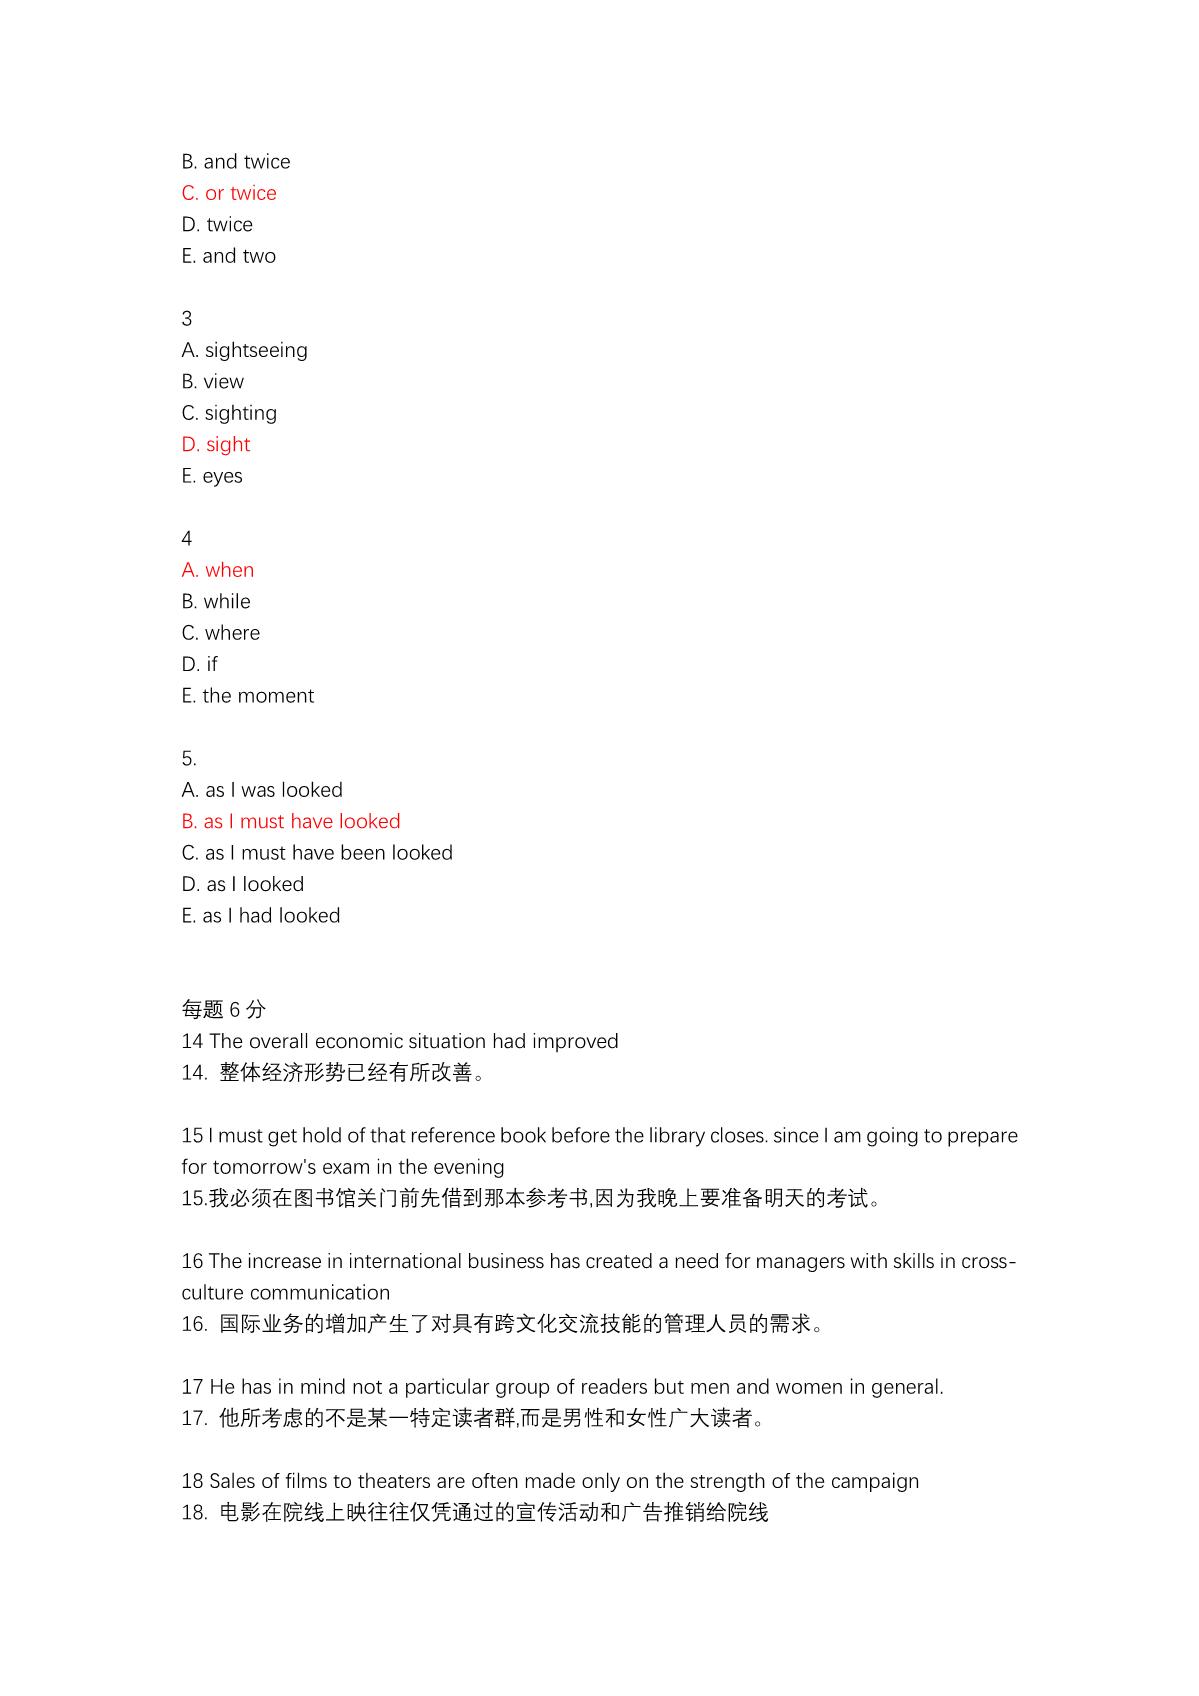 B. and twice
C. or twice
D. twice
E. and two
3
A. sightseeing
B. view
C. sighting
D. sight
E. eyes
4
A. when
B. while
C. where
D. if
E. the moment
5.
A. as I was looked
B. as I must have looked
C. as I must have been looked
D. as I looked
E. as I had looked
每题 6 分
14 The overall economic situation had improved
14. 整体经济形势已经有所改善。
15 I must get hold of that reference book before the library closes. since I am going to prepare
for tomorrow's exam in the evening
15.我必须在图书馆关门前先借到那本参考书,因为我晚上要准备明天的考试。
16 The increase in international business has created a need for managers with skills in cross-
culture communication
16. 国际业务的增加产生了对具有跨文化交流技能的管理人员的需求。
17 He has in mind not a particular group of readers but men and women in general.
17. 他所考虑的不是某一特定读者群,而是男性和女性广大读者。
18 Sales of films to theaters are often made only on the strength of the campaign
18. 电影在院线上映往往仅凭通过的宣传活动和广告推销给院线